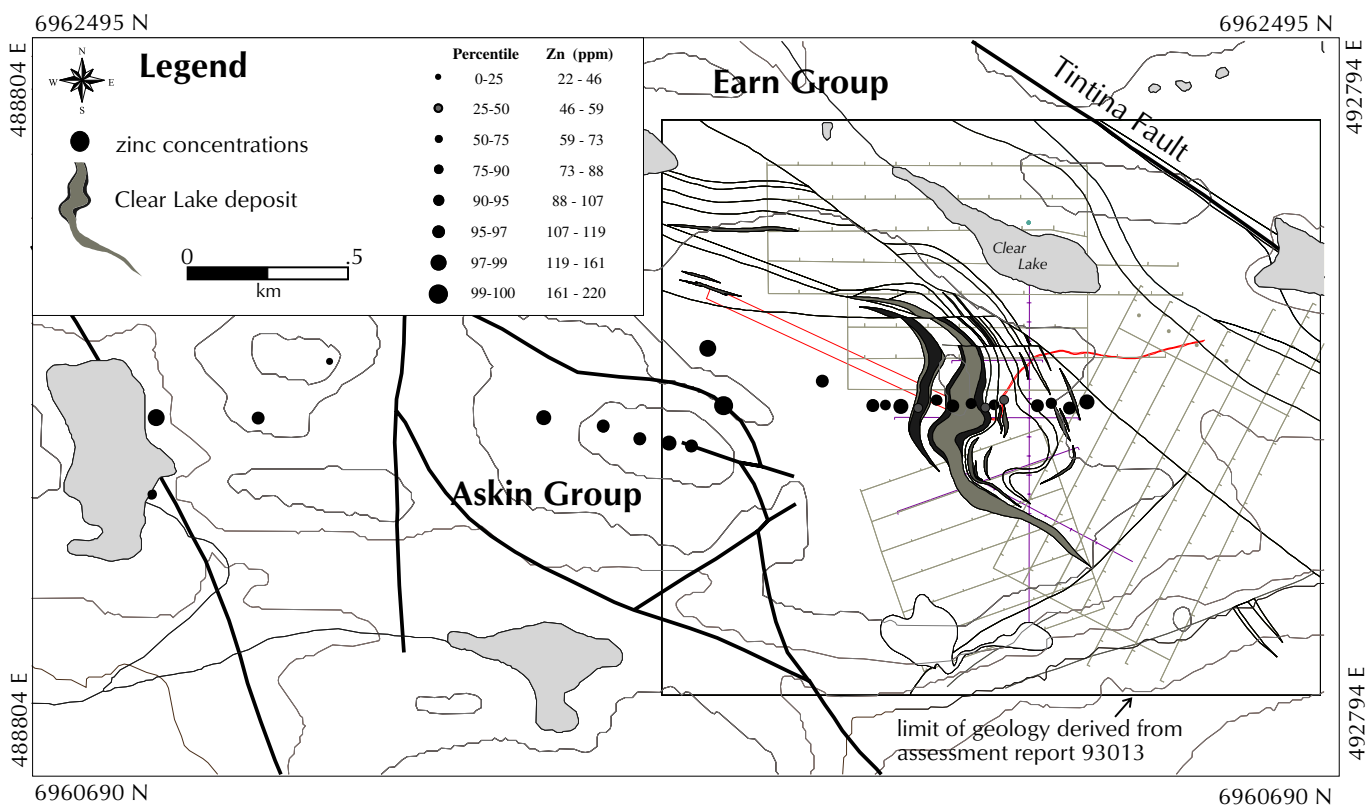 6962495 N
6962495 N
488804 E
492794 E
Legend
N
W
E
S
zinc concentrations
Clear Lake deposit
0
.5
km
Percentile Zn (ppm)
0-25 22 - 46
25-50 46 - 59
50-75 59 - 73
75-90 73 - 88
90-95 88 - 107
95-97 107 - 119
97-99 119 - 161
99-100 161 - 220
Earn Group
Tintina Fault
Clear
Lake
Askin Group
limit of geology derived from
assessment report 93013
488804 E
492794 E
6960690 N
6960690 N